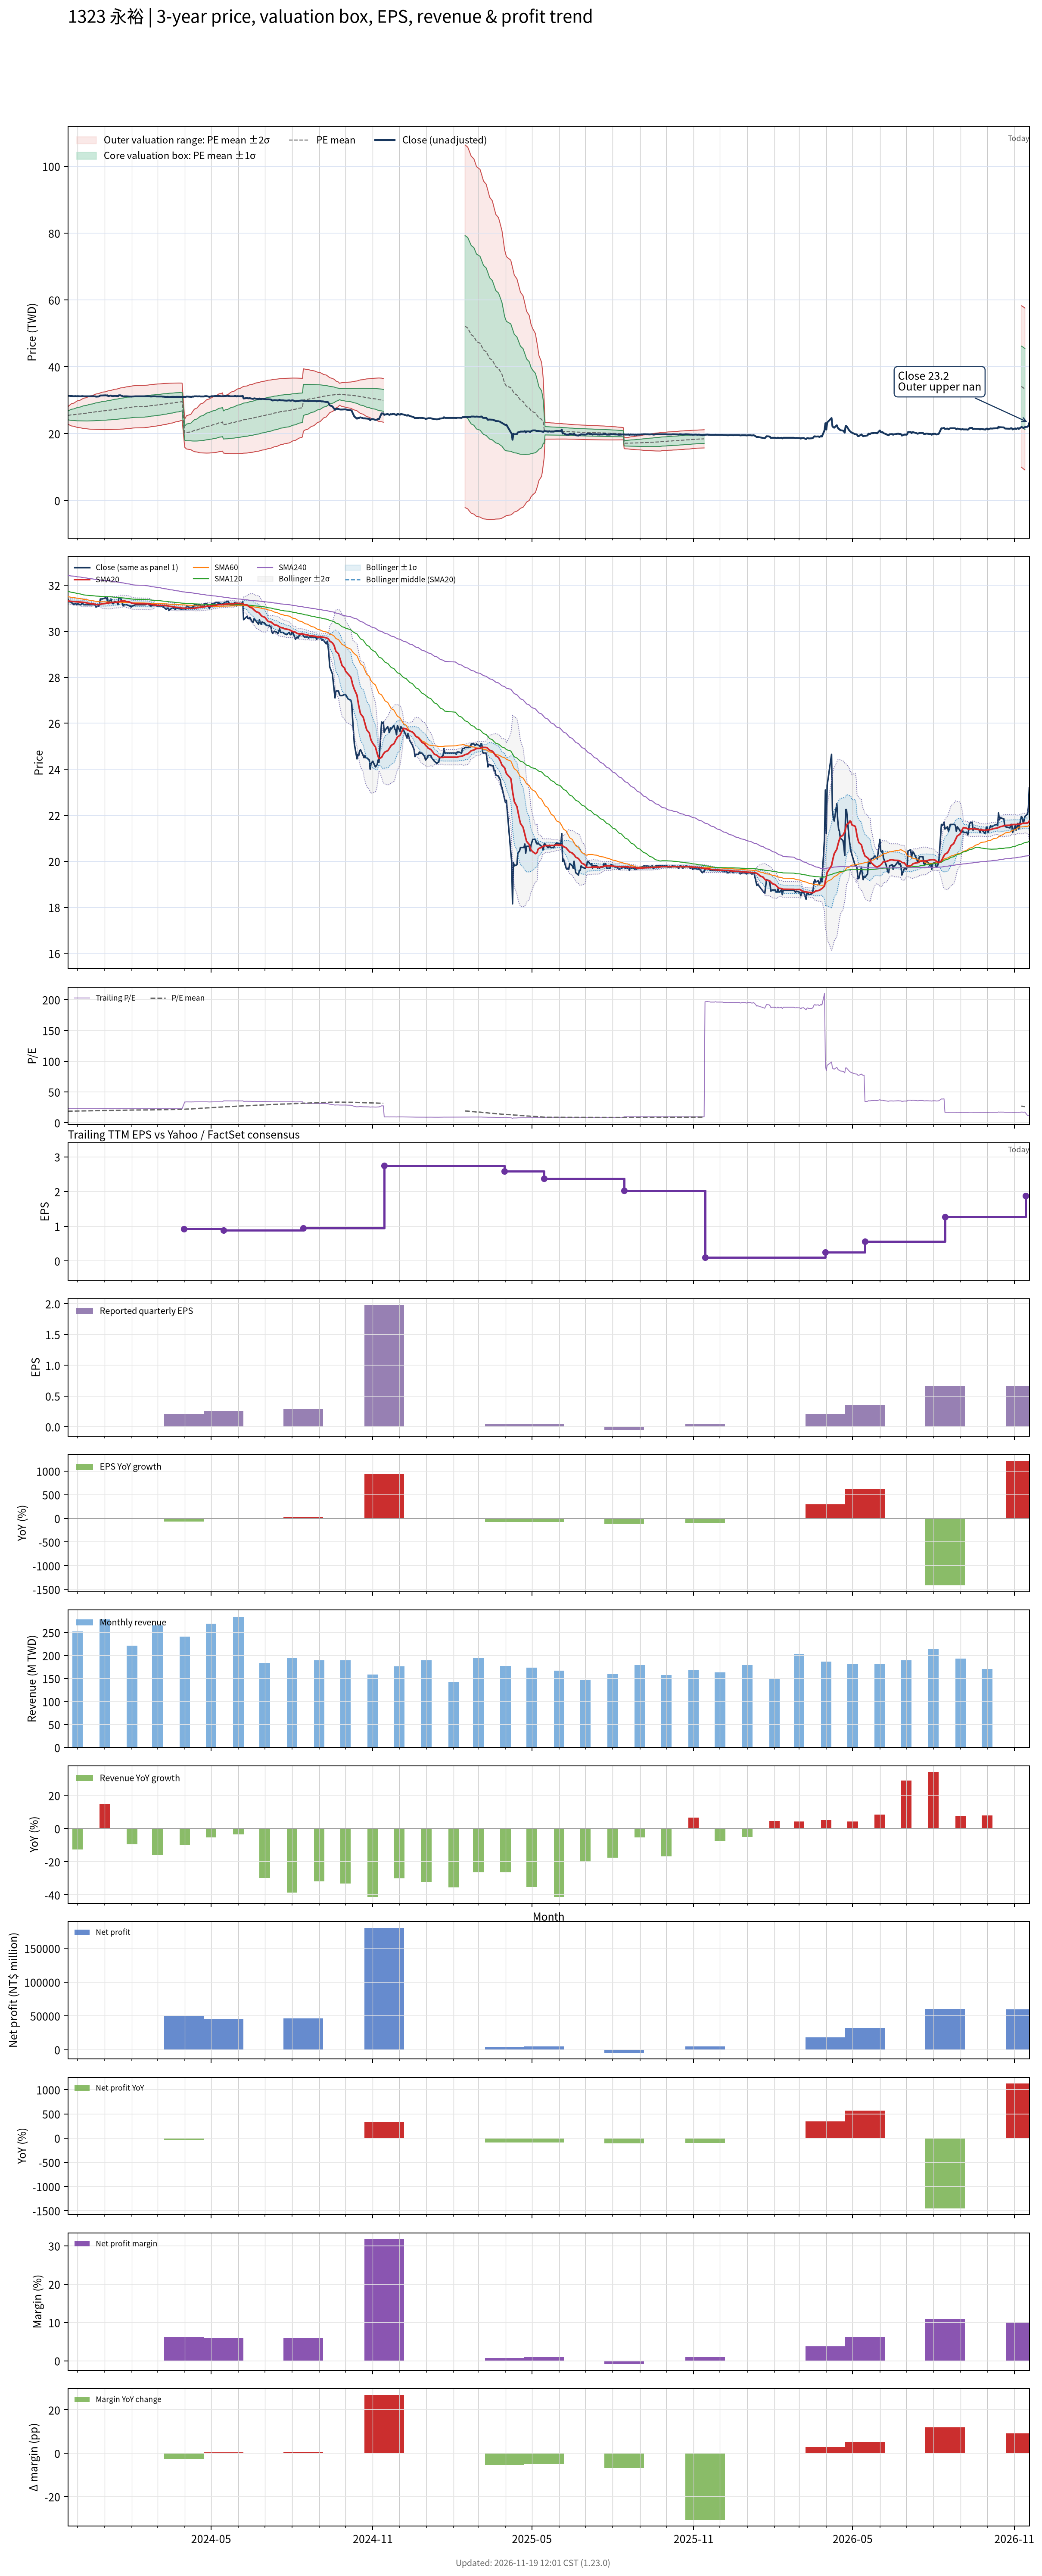 1323 永裕 | 3-year price, valuation box, EPS, revenue & profit trend
Outer valuation range: PE mean ±2σ
PE mean
Close (unadjusted)
Core valuation box: PE mean ±1σ
Today
Price (TWD)
100
80
60
40
20
0
Close 23.2
Outer upper nan
Close (same as panel 1)
SMA20
SMA60
SMA120
SMA240
Bollinger ±2σ
Bollinger ±1σ
Bollinger middle (SMA20)
Price
32
30
28
26
24
22
20
18
16
Trailing P/E
P/E mean
P/E
200
150
100
50
0
Trailing TTM EPS vs Yahoo / FactSet consensus
Today
EPS
3
2
1
0
Reported quarterly EPS
EPS
2.0
1.5
1.0
0.5
0.0
EPS YoY growth
YoY (%)
1000
500
0
-500
-1000
-1500
Monthly revenue
Revenue (M TWD)
250
200
150
100
50
0
Revenue YoY growth
YoY (%)
20
0
-20
-40
Month
Net profit
Net profit (NT$ million)
150000
100000
50000
0
Net profit YoY
YoY (%)
1000
500
0
-500
-1000
-1500
Net profit margin
Margin (%)
30
20
10
0
Margin YoY change
Δ margin (pp)
20
0
-20
2024-05
2024-11
2025-05
2025-11
2026-05
2026-11
Updated: 2026-11-19 12:01 CST (1.23.0)